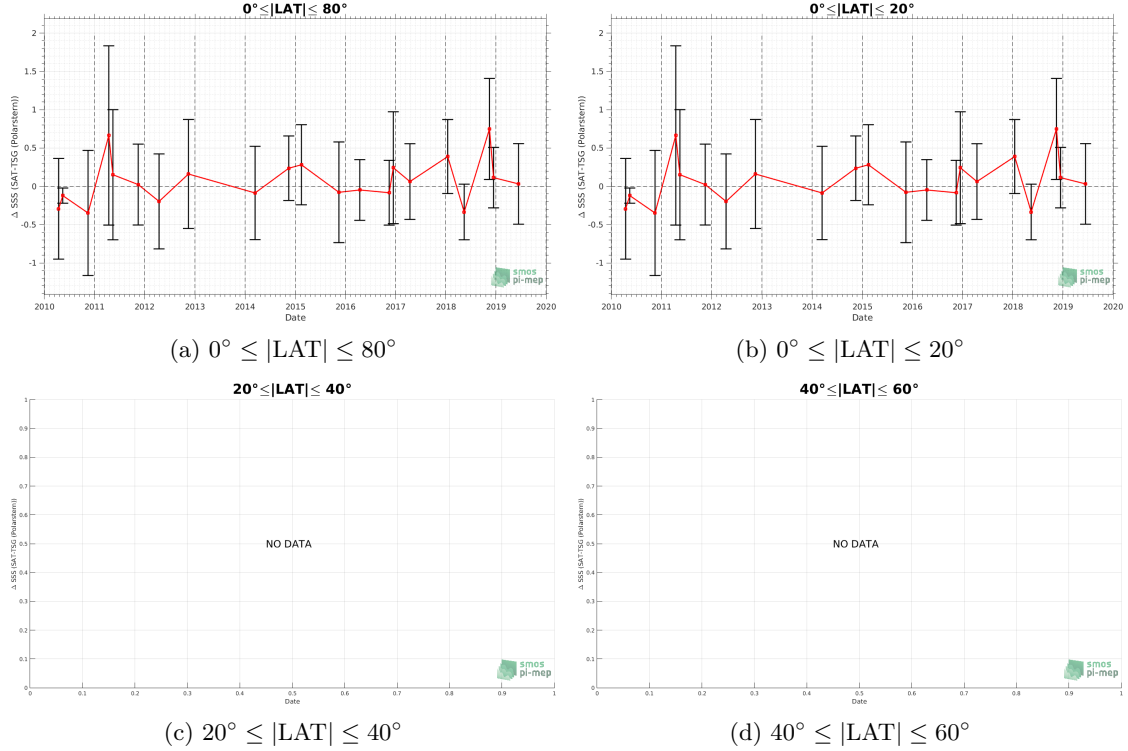 0°≤|LAT|≤ 80°
2
1.5
1
0.5
0
-0.5
-1
Δ SSS (SAT-TSG (Polarstern))
2010 2011 2012 2013 2014 2015 2016 2017 2018 2019 2020
Date
smos
pi-mep
(a) 0° ≤ |LAT| ≤ 80°
0°≤|LAT|≤ 20°
2
1.5
1
0.5
0
-0.5
-1
Δ SSS (SAT-TSG (Polarstern))
2010 2011 2012 2013 2014 2015 2016 2017 2018 2019 2020
Date
smos
pi-mep
(b) 0° ≤ |LAT| ≤ 20°
20°≤|LAT|≤ 40°
1
0.9
0.8
0.7
0.6
0.5
0.4
0.3
0.2
0.1
0
Δ SSS (SAT-TSG (Polarstern))
NO DATA
0 0.1 0.2 0.3 0.4 0.5 0.6 0.7 0.8 0.9 1
Date
smos
pi-mep
(c) 20° ≤ |LAT| ≤ 40°
40°≤|LAT|≤ 60°
1
0.9
0.8
0.7
0.6
0.5
0.4
0.3
0.2
0.1
0
Δ SSS (SAT-TSG (Polarstern))
NO DATA
0 0.1 0.2 0.3 0.4 0.5 0.6 0.7 0.8 0.9 1
Date
smos
pi-mep
(d) 40° ≤ |LAT| ≤ 60°